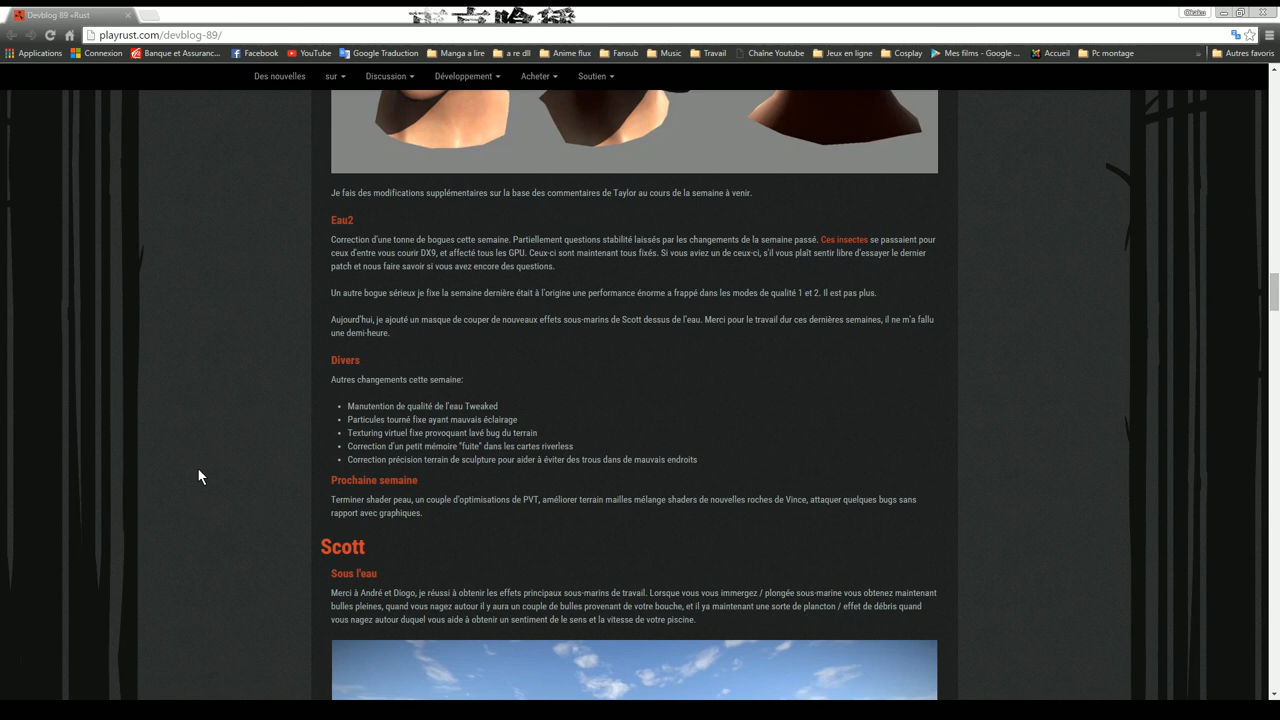 Devblog 89 «Rust
Okaku
playrust.com/devblog-89/
Applications Connexion Banque et Assuranc... Facebook YouTube Google Traduction Manga a lire a re dl Anime flux Fansub Music Travail Chaîne Youtube Jeux en ligne Cosplay Mes films - Google ... Accueil Pc montage Autres favoris
Des nouvelles sur Discussion Développement Acheter Soutien
Je fais des modifications supplémentaires sur la base des commentaires de Taylor au cours de la semaine à venir.
Eau2
Correction d'une tonne de bogues cette semaine. Partiellement questions stabilité laissés par les changements de la semaine passé. Ces insectes se passaient pour
ceux d'entre vous courir DX9, et affecté tous les GPU. Ceux-ci sont maintenant tous fixés. Si vous aviez un de ceux-ci, s'il vous plaît sentir libre d'essayer le dernier
patch et nous faire savoir si vous avez encore des questions.
Un autre bogue sérieux je fixe la semaine dernière était à l'origine une performance énorme a frappé dans les modes de qualité 1 et 2. Il est pas plus.
Aujourd'hui, je ajouté un masque de couper de nouveaux effets sous-marins de Scott dessus de l'eau. Merci pour le travail dur ces dernières semaines, il ne m'a fallu
une demi-heure.
Divers
Autres changements cette semaine:
• Manutention de qualité de l'eau Tweaked
• Particules tourné fixe ayant mauvais éclairage
• Texturing virtuel fixe provoquant lavé bug du terrain
• Correction d'un petit mémoire "fuite" dans les cartes riverless
• Correction précision terrain de sculpture pour aider à éviter des trous dans de mauvais endroits
Prochaine semaine
Terminer shader peau, un couple d'optimisations de PVT, améliorer terrain mailles mélange shaders de nouvelles roches de Vince, attaquer quelques bugs sans
rapport avec graphiques.
Scott
Sous l'eau
Merci à André et Diogo, je réussi à obtenir les effets principaux sous-marins de travail. Lorsque vous vous immergez / plongée sous-marine vous obtenez maintenant
bulles pleines, quand vous nagez autour il y aura un couple de bulles provenant de votre bouche, et il ya maintenant une sorte de plancton / effet de débris quand
vous nagez autour duquel vous aide à obtenir un sentiment de le sens et la vitesse de votre piscine.